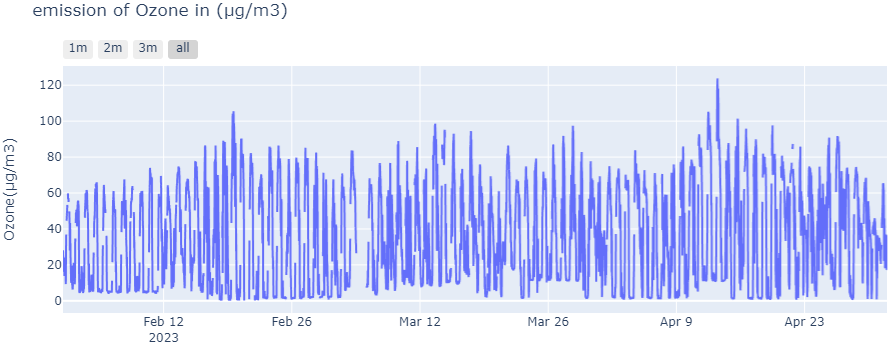 emission of Ozone in (µg/m3)
1m 2m 3m all
Ozone(µg/m3)
120
100
80
60
40
20
0
Feb 12 Feb 26 Mar 12 Mar 26 Apr 9 Apr 23
2023